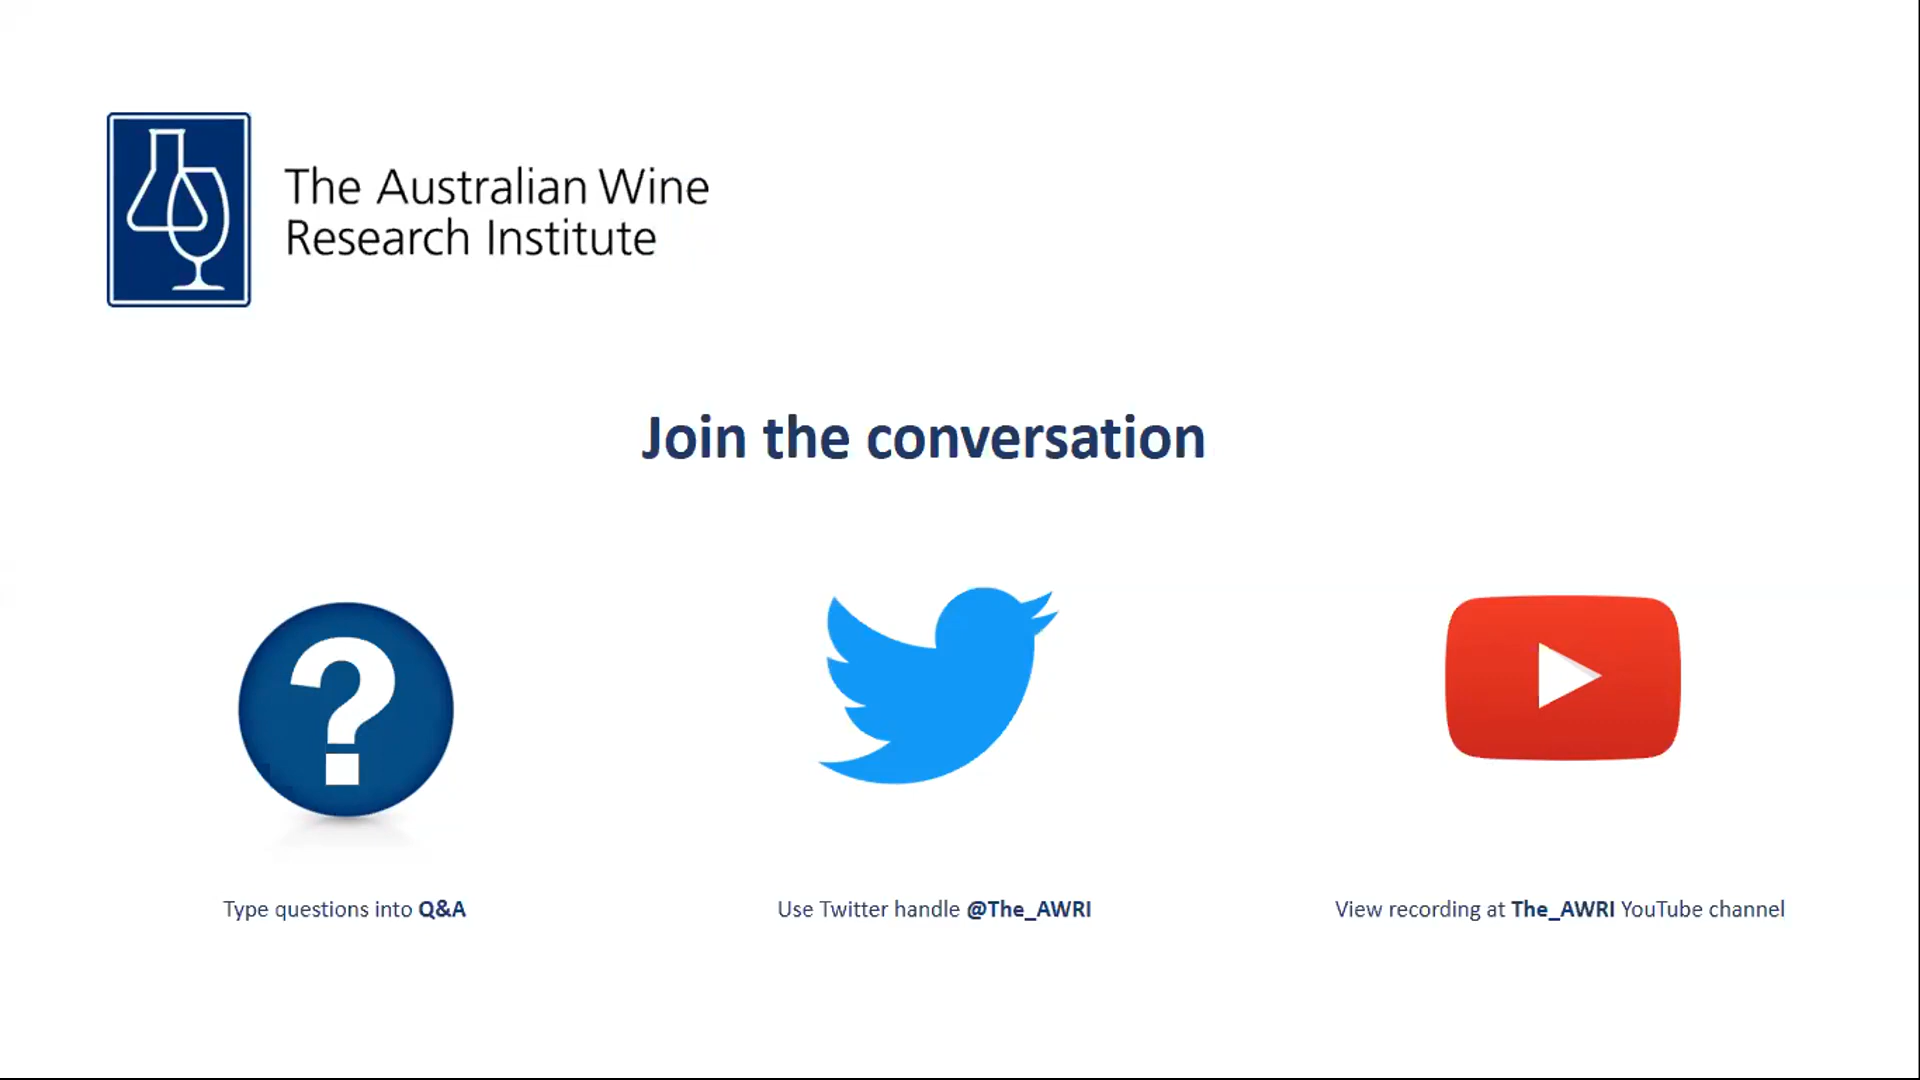 The Australian Wine
Research Institute
Join the conversation
?
Type questions into Q&A
Use Twitter handle @The_AWRI
View recording at The_AWRI YouTube channel